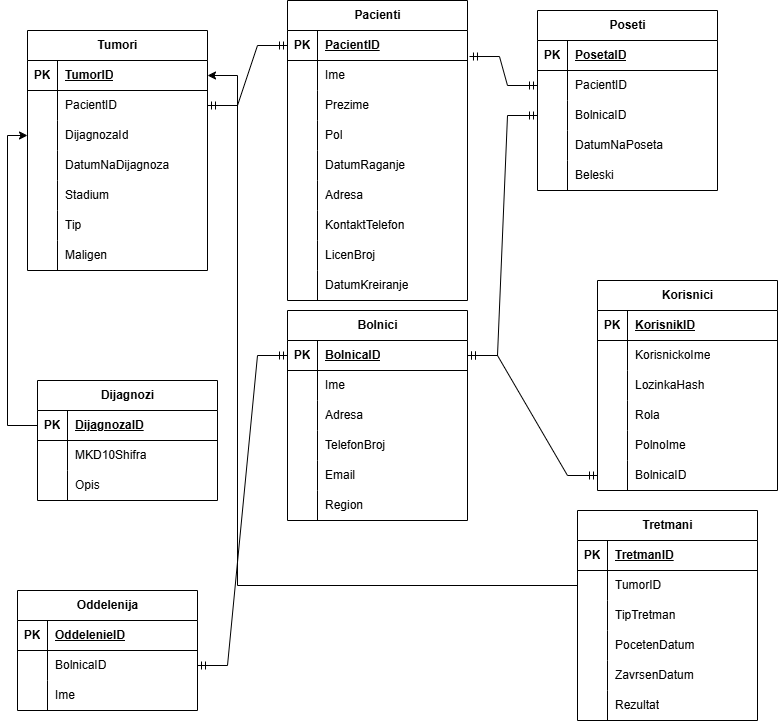 Tumori
PK TumorID
PacientID
DijagnozaId
DatumNaDijagnoza
Stadium
Tip
Maligen
Pacienti
PK PacientID
Ime
Prezime
Pol
DatumRaganje
Adresa
KontaktTelefon
LicenBroj
DatumKreiranje
Poseti
PK PosetaID
PacientID
BolnicaID
DatumNaPoseta
Beleski
Korisnici
PK KorisnikID
KorisnickoIme
LozinkaHash
Rola
PolnoIme
BolnicaID
Bolnici
PK BolnicaID
Ime
Adresa
TelefonBroj
Email
Region
Dijagnozi
PK DijagnozaID
MKD10Shifra
Opis
Tretmani
PK TretmanID
TumorID
TipTretman
PocetenDatum
ZavrsenDatum
Rezultat
Oddelenija
PK OddelenieID
BolnicaID
Ime